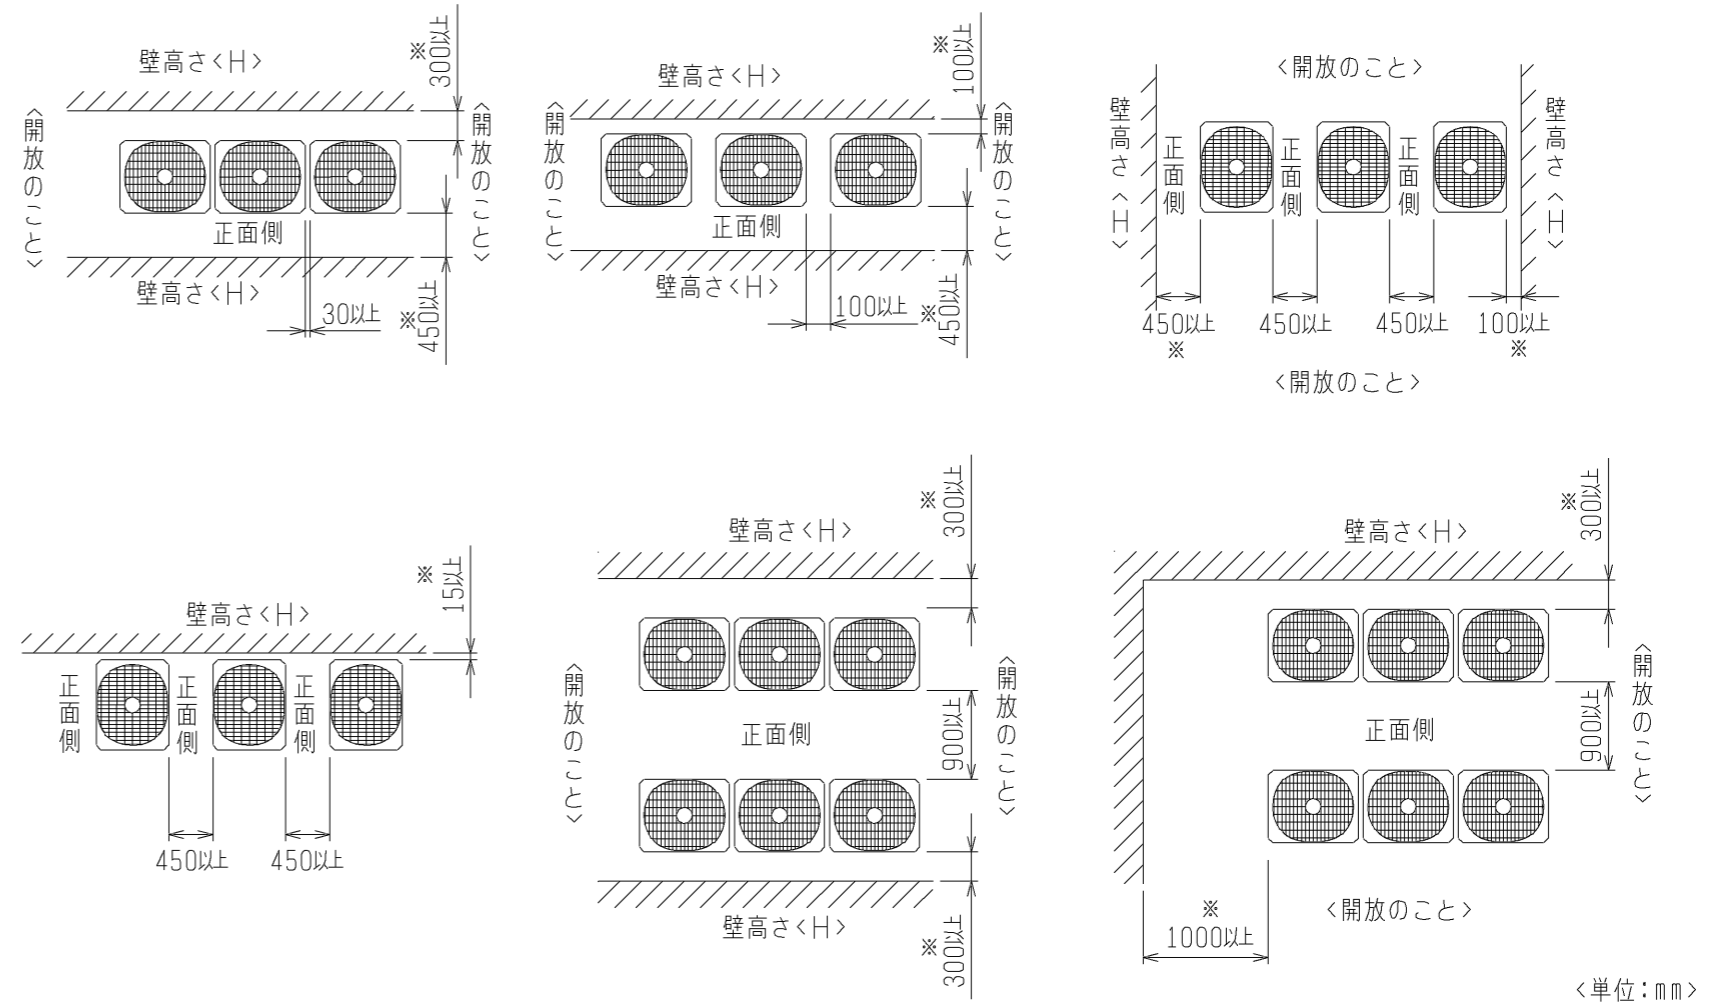 壁高さ<H>
※
300以上
<開放のこと>
<開放のこと>
正面側
壁高さ<H>
30以上
※
450以上
壁高さ<H>
※
100以上
<開放のこと>
<開放のこと>
正面側
壁高さ<H>
100以上
※
450以上
<開放のこと>
壁高さ<H>
正面側
正面側
正面側
壁高さ<H>
450以上
450以上
450以上
100以上
※
※
<開放のこと>
壁高さ<H>
※
15以上
正面側
正面側
正面側
450以上
450以上
壁高さ<H>
※
300以上
<開放のこと>
正面側
900以上
<開放のこと>
壁高さ<H>
※
300以上
壁高さ<H>
※
300以上
正面側
900以上
<開放のこと>
※
1000以上
<開放のこと>
<単位:mm>